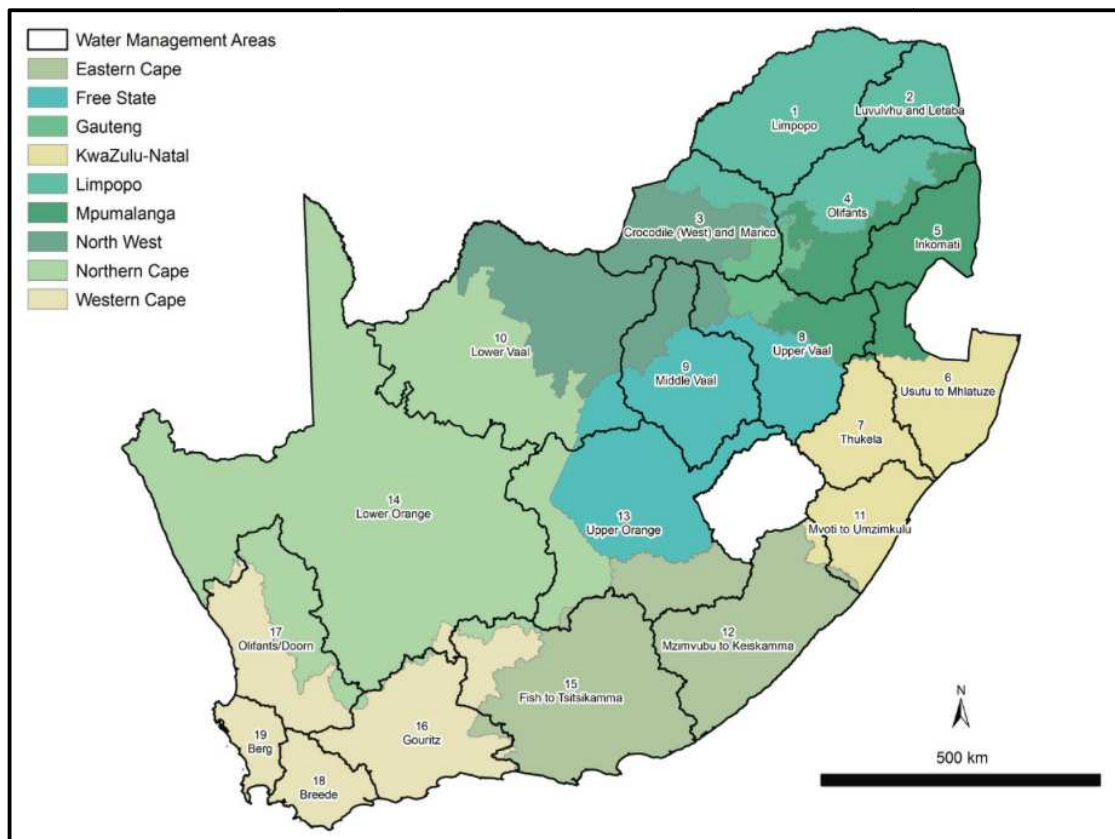 Water Management Areas
Eastern Cape
Free State
Gauteng
KwaZulu-Natal
Limpopo
Mpumalanga
North West
Northern Cape
Western Cape
1
Limpopo
2
Luvulvhu and Letaba
3
Crocodile (West) and Marico
4
Olifants
5
Inkomati
6
Usutu to Mhlatuze
7
Thukela
8
Upper Vaal
9
Middle Vaal
10
Lower Vaal
11
Mvoti to Umzimkulu
12
Mzimvubu to Keiskamma
13
Upper Orange
14
Lower Orange
15
Fish to Tsitsikamma
16
Gouritz
17
Olifants/Doorn
18
Breede
19
Berg
N
500 km